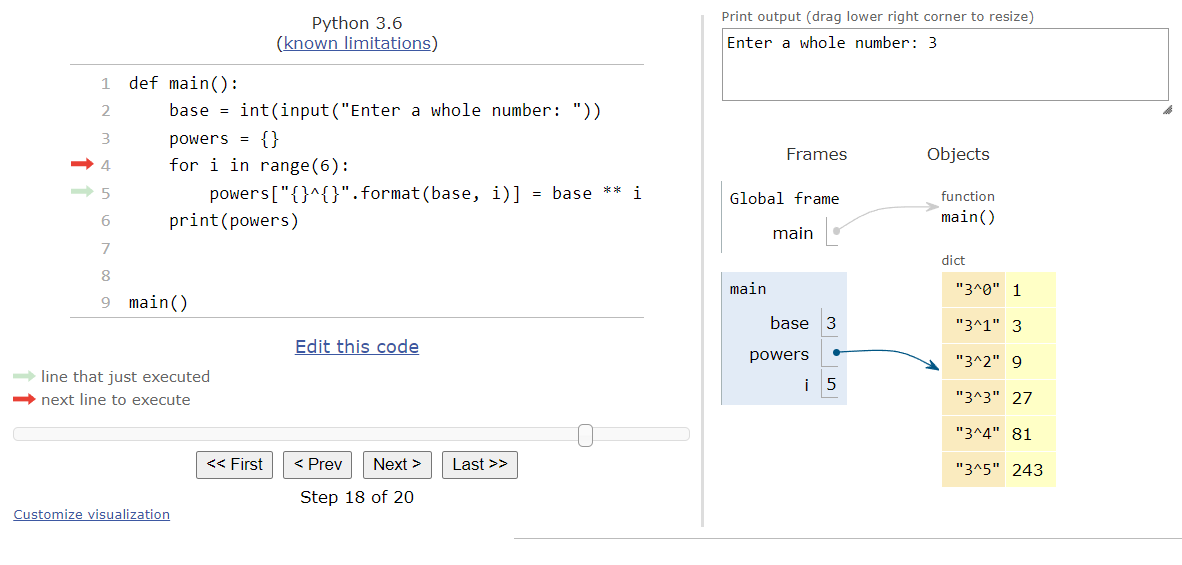 Python 3.6
(known limitations)
1 def main():
2     base = int(input("Enter a whole number: "))
3     powers = {}
4     for i in range(6):
5         powers["{}^{}".format(base, i)] = base ** i
6     print(powers)
7
8
9 main()
Edit this code
line that just executed
next line to execute
<< First < Prev Next > Last >>
Step 18 of 20
Customize visualization
Print output (drag lower right corner to resize)
Enter a whole number: 3
Frames Objects
Global frame
main
function
main()
main
base 3
powers
i 5
dict
"3^0" 1
"3^1" 3
"3^2" 9
"3^3" 27
"3^4" 81
"3^5" 243